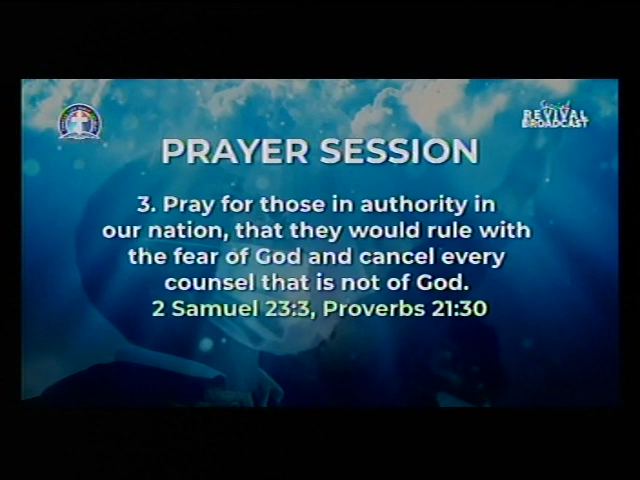 Special
REVIVAL
BROADCAST
PRAYER SESSION
3. Pray for those in authority in
our nation, that they would rule with
the fear of God and cancel every
counsel that is not of God.
2 Samuel 23:3, Proverbs 21:30